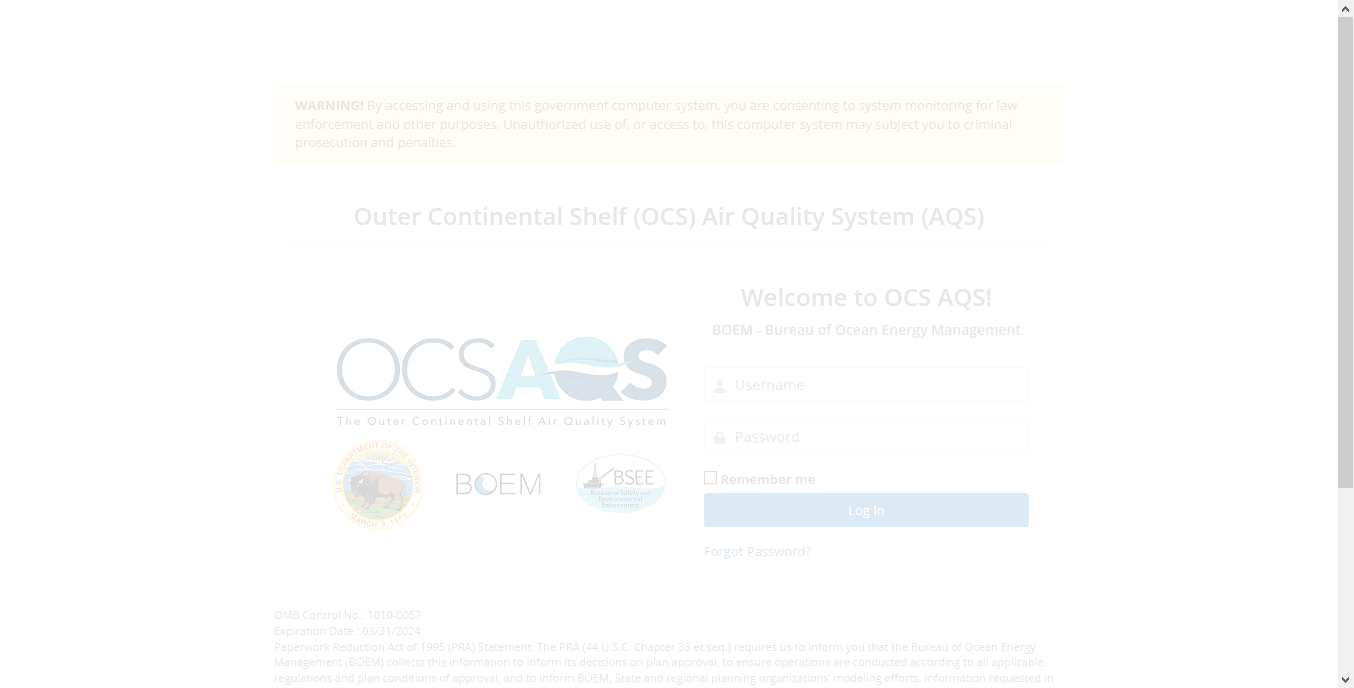 WARNING! By accessing and using this government computer system, you are consenting to system monitoring for law
enforcement and other purposes. Unauthorized use of, or access to, this computer system may subject you to criminal
prosecution and penalties.
Outer Continental Shelf (OCS) Air Quality System (AQS)
OCSAQS
The Outer Continental Shelf Air Quality System
U.S. DEPARTMENT OF THE INTERIOR
MARCH 3, 1849
BOEM
BSEE
Bureau of Safety and
Environmental
Enforcement
Welcome to OCS AQS!
BOEM - Bureau of Ocean Energy Management
Username
Password
Remember me
Log In
Forgot Password?
OMB Control No.: 1010-0057
Expiration Date : 03/31/2024
Paperwork Reduction Act of 1995 (PRA) Statement: The PRA (44 U.S.C. Chapter 35 et seq.) requires us to inform you that the Bureau of Ocean Energy
Management (BOEM) collects this information to inform its decisions on plan approval, to ensure operations are conducted according to all applicable
regulations and plan conditions of approval, and to inform BOEM, State and regional planning organizations' modeling efforts. Information requested in